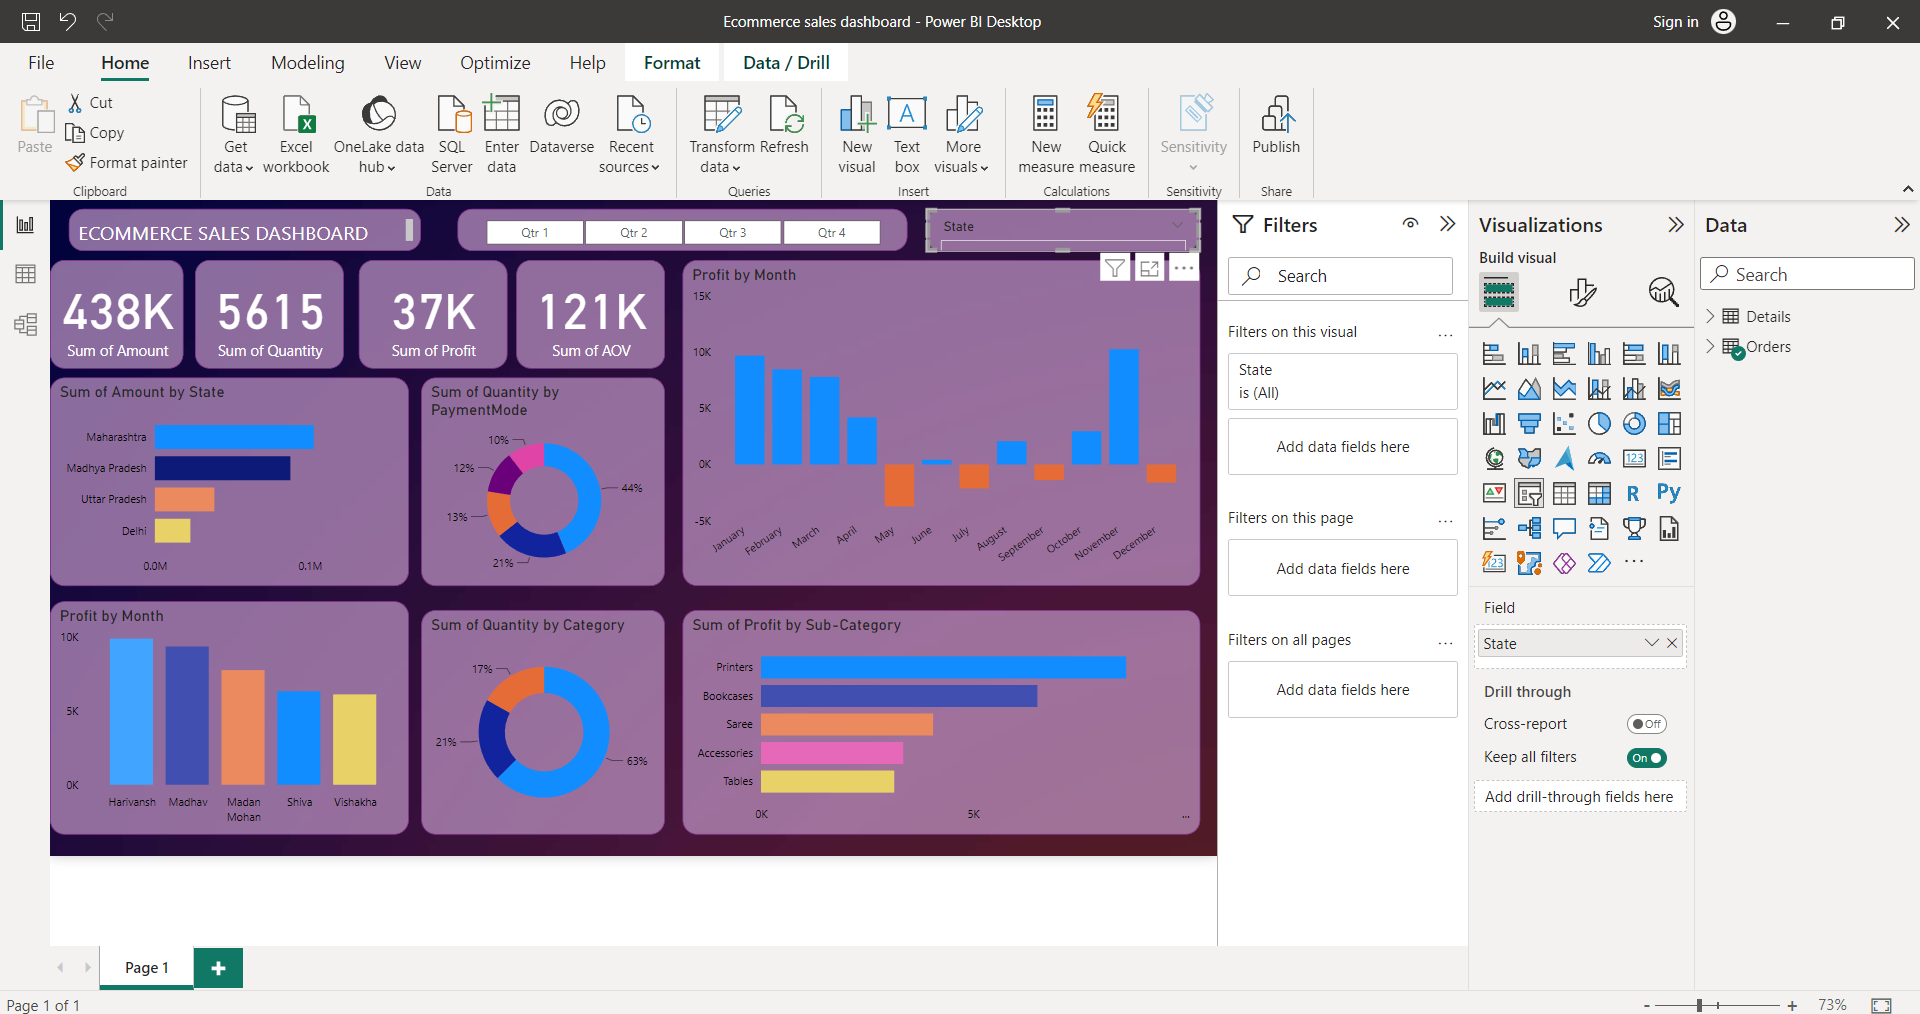 Ecommerce sales dashboard - Power BI Desktop
Sign in
File Home Insert Modeling View Optimize Help Format Data / Drill
Paste
Cut
Copy
Format painter
Clipboard
Get data
Excel workbook
OneLake data hub
SQL Server
Enter data
Dataverse
Recent sources
Data
Transform data
Refresh
Queries
New visual
Text box
More visuals
Insert
New measure
Quick measure
Calculations
Sensitivity
Sensitivity
Publish
Share
ECOMMERCE SALES DASHBOARD
Qtr 1 Qtr 2 Qtr 3 Qtr 4
State
438K
Sum of Amount
5615
Sum of Quantity
37K
Sum of Profit
121K
Sum of AOV
Profit by Month
15K
10K
5K
0K
-5K
January February March April May June July August September October November December
Sum of Amount by State
Maharashtra
Madhya Pradesh
Uttar Pradesh
Delhi
0.0M 0.1M
Sum of Quantity by
PaymentMode
10%
12%
44%
13%
21%
Profit by Month
10K
5K
0K
Harivansh Madhav Madan Mohan Shiva Vishakha
Sum of Quantity by Category
17%
21%
63%
Sum of Profit by Sub-Category
Printers
Bookcases
Saree
Accessories
Tables
0K 5K ...
Filters
Search
Filters on this visual
State
is (All)
Add data fields here
Filters on this page
Add data fields here
Filters on all pages
Add data fields here
Visualizations
Build visual
123
R
Py
123
Field
State
Drill through
Cross-report Off
Keep all filters On
Add drill-through fields here
Data
Search
Details
Orders
Page 1
Page 1 of 1
- + 73%